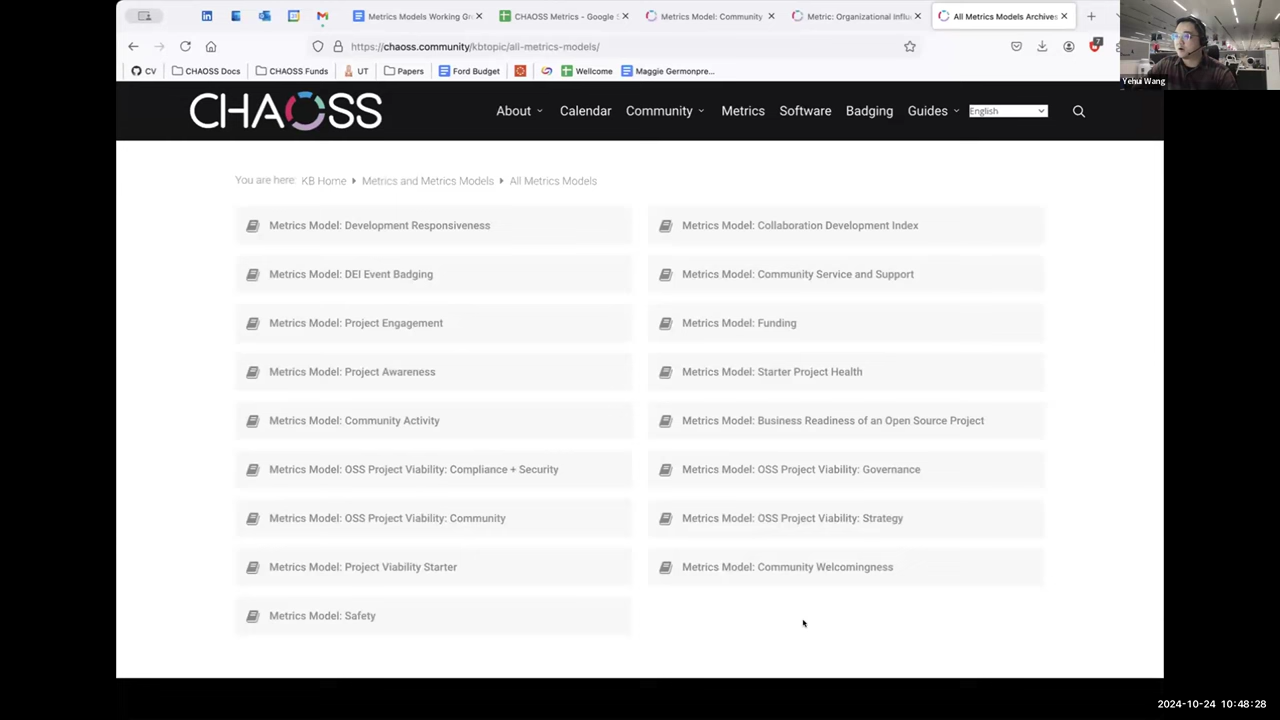 Metrics Models Working Gr
CHAOSS Metrics - Google S
Metrics Model: Community
Metric: Organizational Influ
All Metrics Models Archives
https://chaoss.community/kbtopic/all-metrics-models/
7
CV
CHAOSS Docs
CHAOSS Funds
UT
Papers
Ford Budget
Wellcome
Maggie Germonpre...
Yehui Wang
CHAOSS
About
Calendar
Community
Metrics
Software
Badging
Guides
English
You are here: KB Home Metrics and Metrics Models All Metrics Models
Metrics Model: Development Responsiveness
Metrics Model: Collaboration Development Index
Metrics Model: DEI Event Badging
Metrics Model: Community Service and Support
Metrics Model: Project Engagement
Metrics Model: Funding
Metrics Model: Project Awareness
Metrics Model: Starter Project Health
Metrics Model: Community Activity
Metrics Model: Business Readiness of an Open Source Project
Metrics Model: OSS Project Viability: Compliance + Security
Metrics Model: OSS Project Viability: Governance
Metrics Model: OSS Project Viability: Community
Metrics Model: OSS Project Viability: Strategy
Metrics Model: Project Viability Starter
Metrics Model: Community Welcomingness
Metrics Model: Safety
2024-10-24 10:48:28